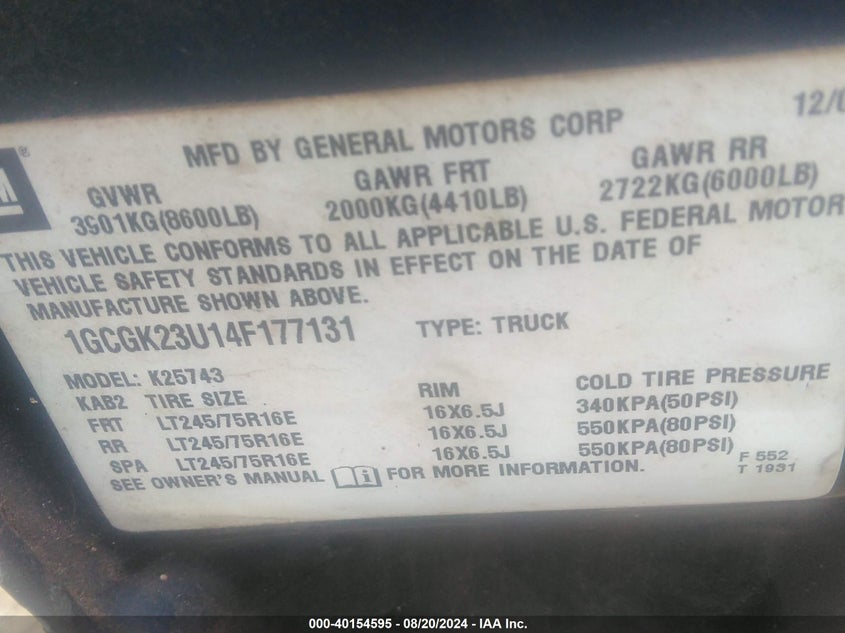 12/0
MFD BY GENERAL MOTORS CORP
GVWR GAWR FRT GAWR RR
3901KG(8600LB) 2000KG(4410LB) 2722KG(6000LB)
THIS VEHICLE CONFORMS TO ALL APPLICABLE U.S. FEDERAL MOTOR
VEHICLE SAFETY STANDARDS IN EFFECT ON THE DATE OF
MANUFACTURE SHOWN ABOVE.
1GCGK23U14F177131 TYPE: TRUCK
MODEL: K25743
KAB2 TIRE SIZE RIM COLD TIRE PRESSURE
FRT LT245/75R16E 16X6.5J 340KPA(50PSI)
RR LT245/75R16E 16X6.5J 550KPA(80PSI)
SPA LT245/75R16E 16X6.5J 550KPA(80PSI)
SEE OWNER'S MANUAL FOR MORE INFORMATION.
F 552
T 1931
000-40154595 - 08/20/2024 - IAA Inc.